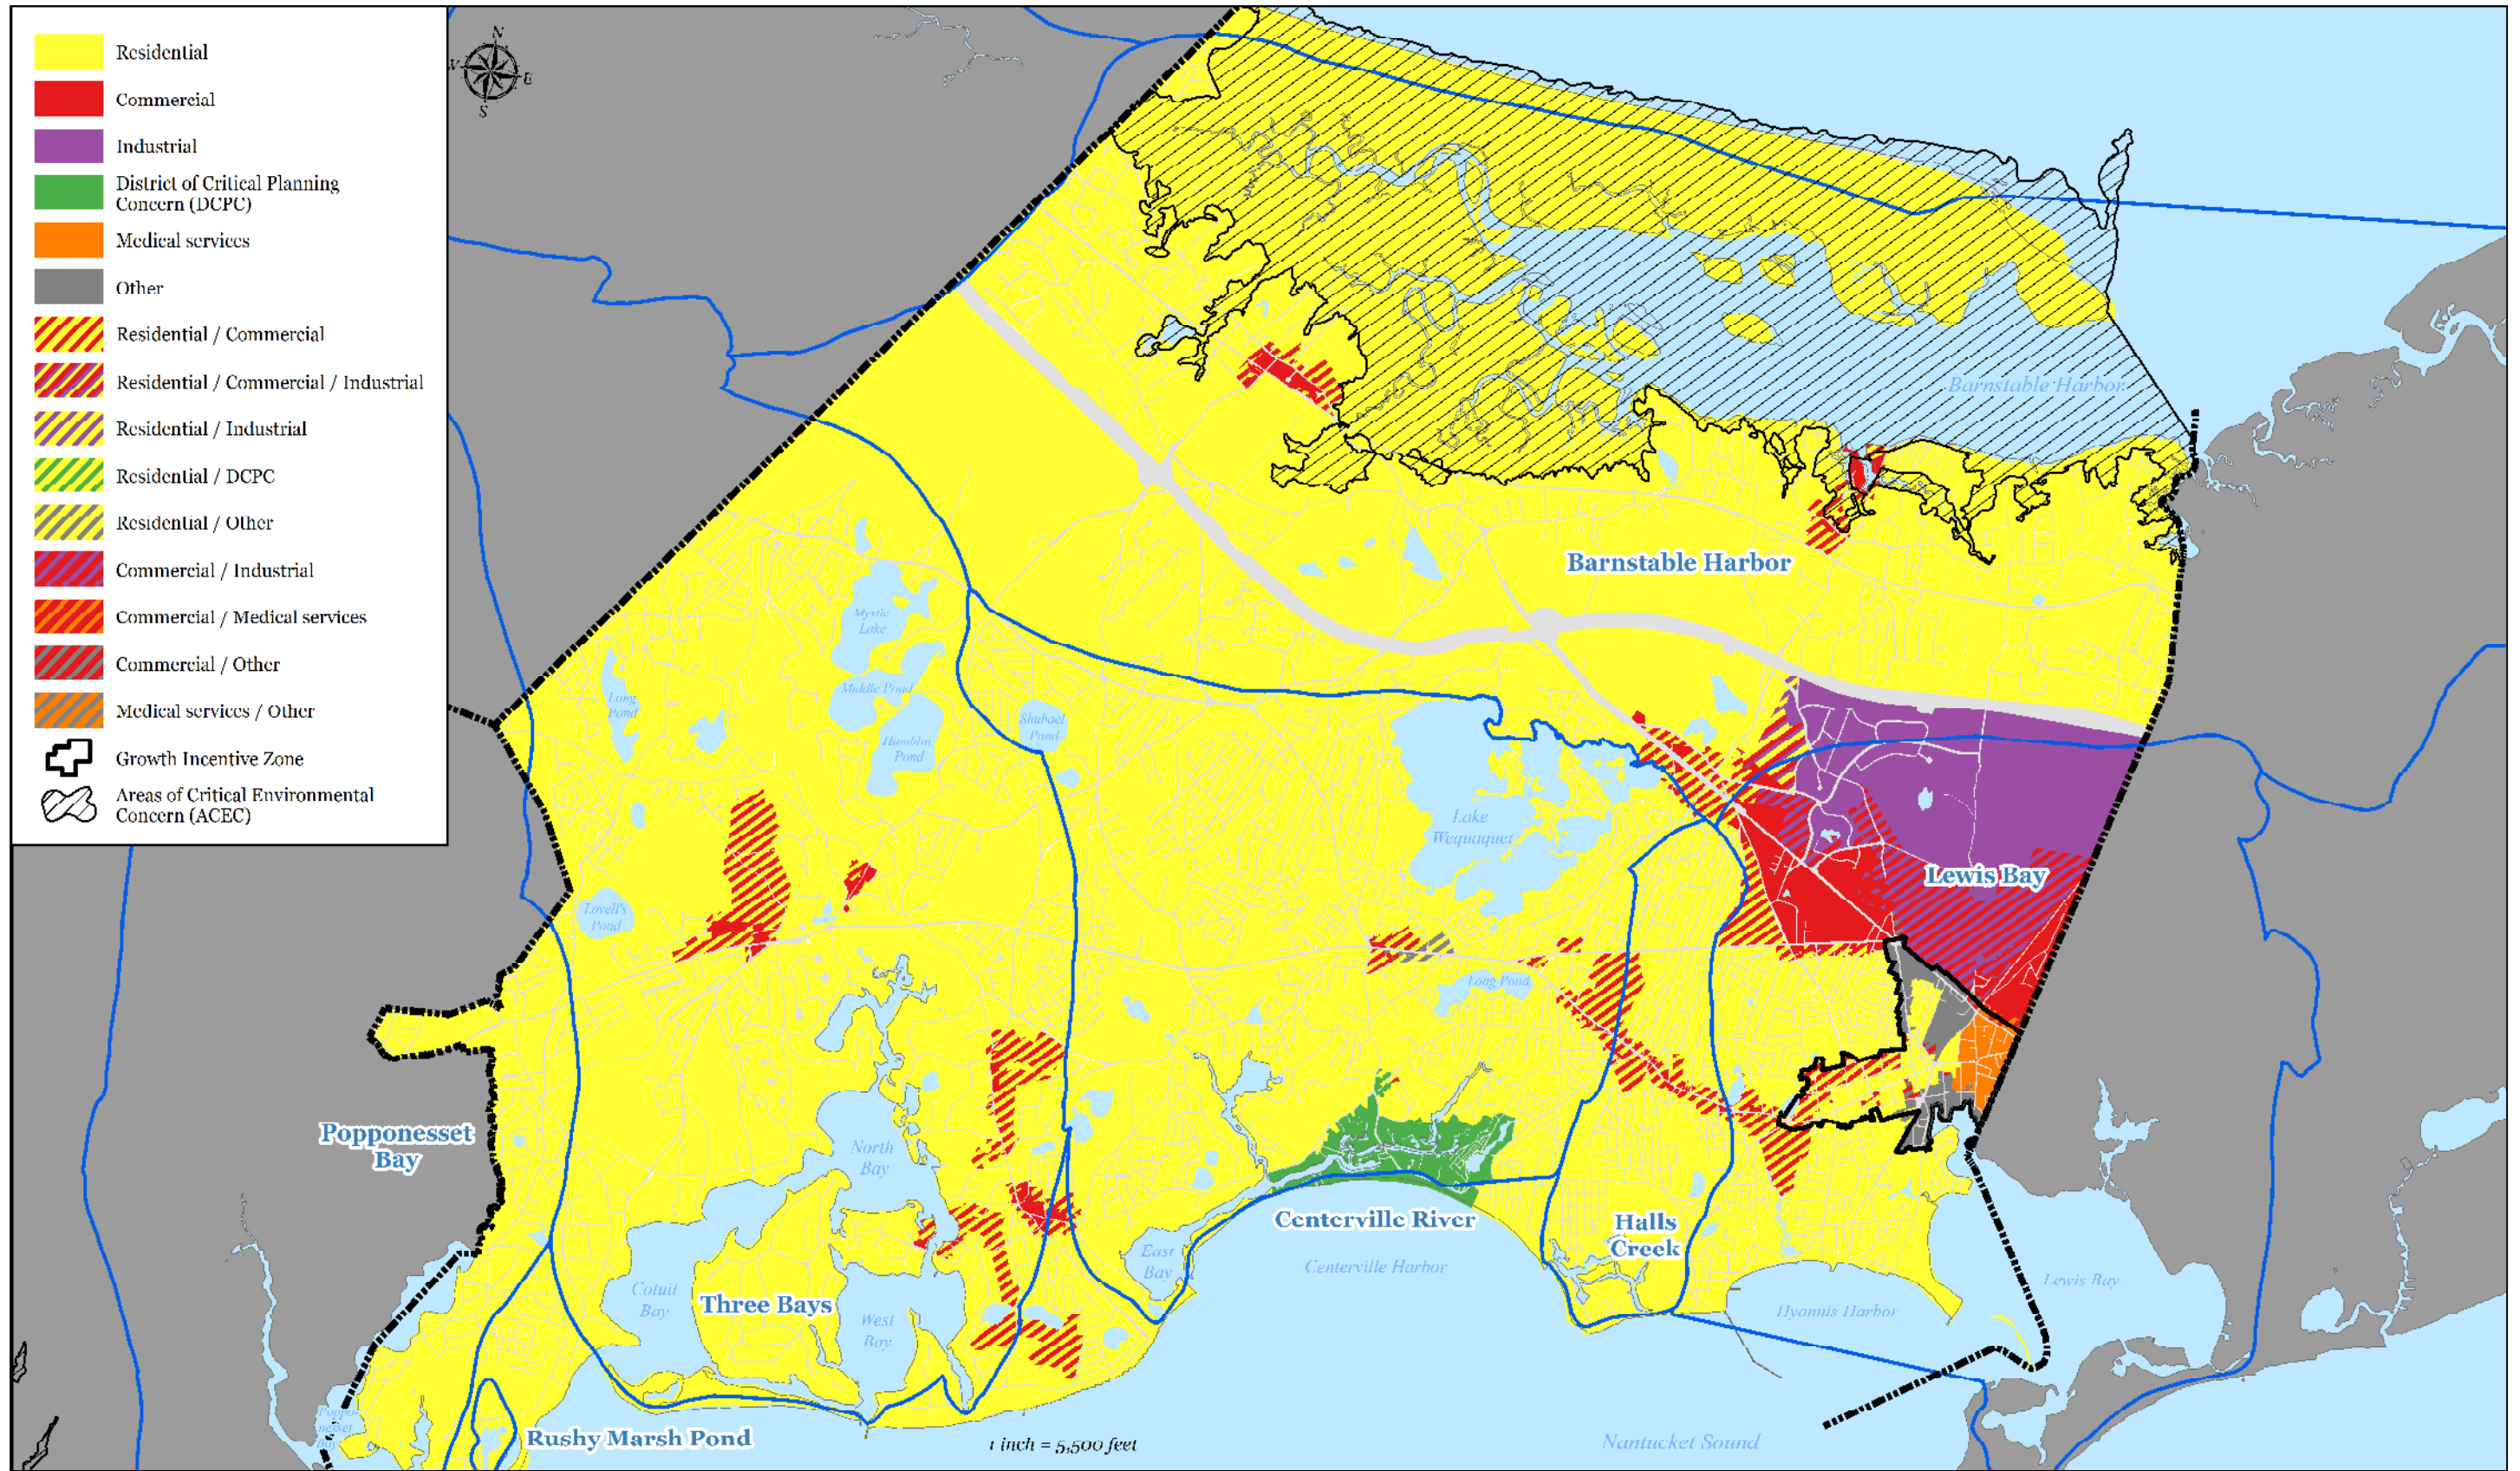 N
E
S
Residential
Commercial
Industrial
District of Critical Planning
Concern (DCPC)
Medical services
Other
Residential / Commercial
Residential / Commercial / Industrial
Residential / Industrial
Residential / DCPC
Residential / Other
Commercial / Industrial
Commercial / Medical services
Commercial / Other
Medical services / Other
Growth Incentive Zone
Areas of Critical Environmental
Concern (ACEC)
Barnstable Harbor
Barnstable Harbor
Mystic
Lake
Middle Pond
Long
Pond
Hamblin
Pond
Shubael
Pond
Lake
Wequaquet
Lewis Bay
Lovell's
Pond
Long Pond
Popponesset
Bay
North
Bay
Centerville River
Halls
Creek
East
Bay
Centerville Harbor
Lewis Bay
Cotuit
Bay
Three Bays
West
Bay
Hyannis Harbor
Poppo-
nesset
Bay
Rushy Marsh Pond
1 inch = 5,500 feet
Nantucket Sound